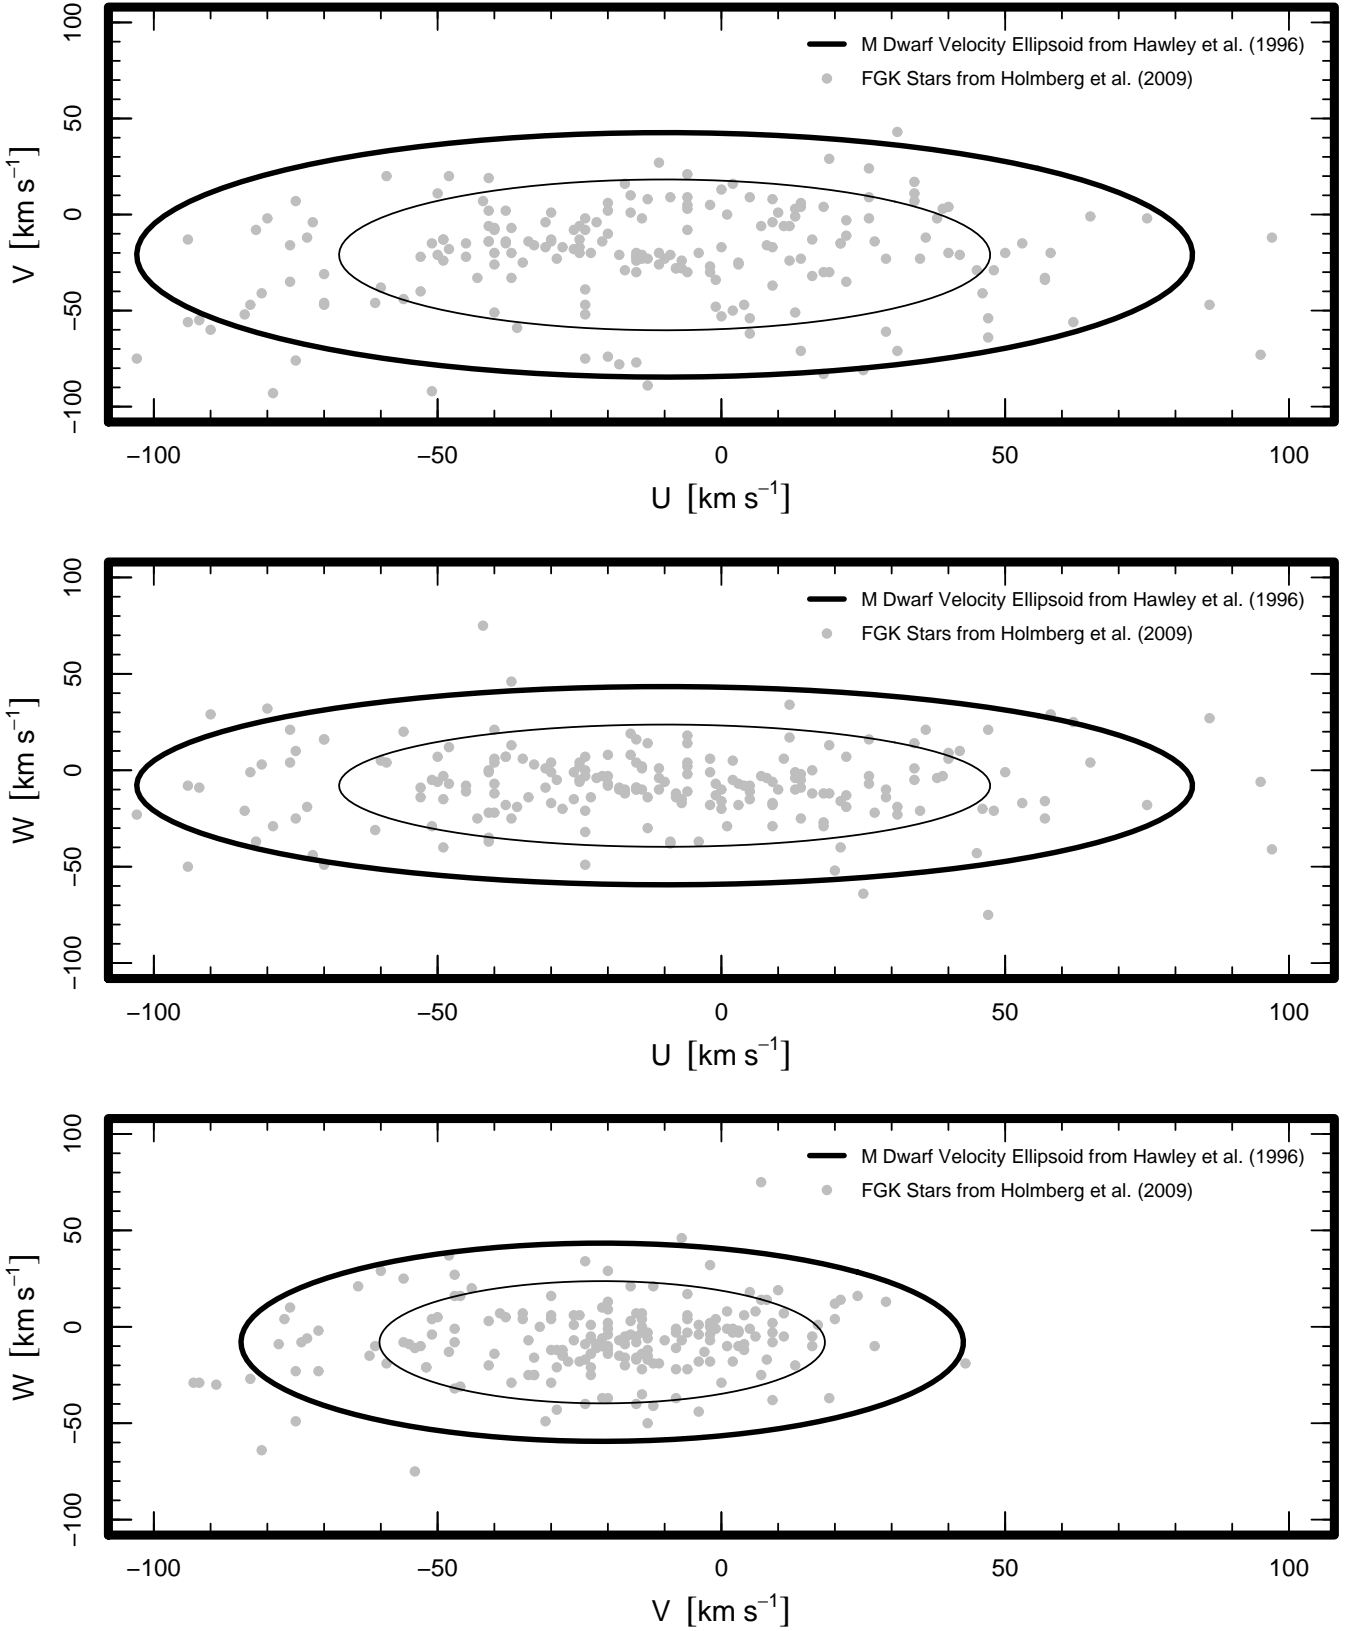 M Dwarf Velocity Ellipsoid from Hawley et al. (1996)
FGK Stars from Holmberg et al. (2009)
100
50
0
−50
−100
V [km s⁻¹]
−100 −50 0 50 100
U [km s⁻¹]
M Dwarf Velocity Ellipsoid from Hawley et al. (1996)
FGK Stars from Holmberg et al. (2009)
100
50
0
−50
−100
W [km s⁻¹]
−100 −50 0 50 100
U [km s⁻¹]
M Dwarf Velocity Ellipsoid from Hawley et al. (1996)
FGK Stars from Holmberg et al. (2009)
100
50
0
−50
−100
W [km s⁻¹]
−100 −50 0 50 100
V [km s⁻¹]